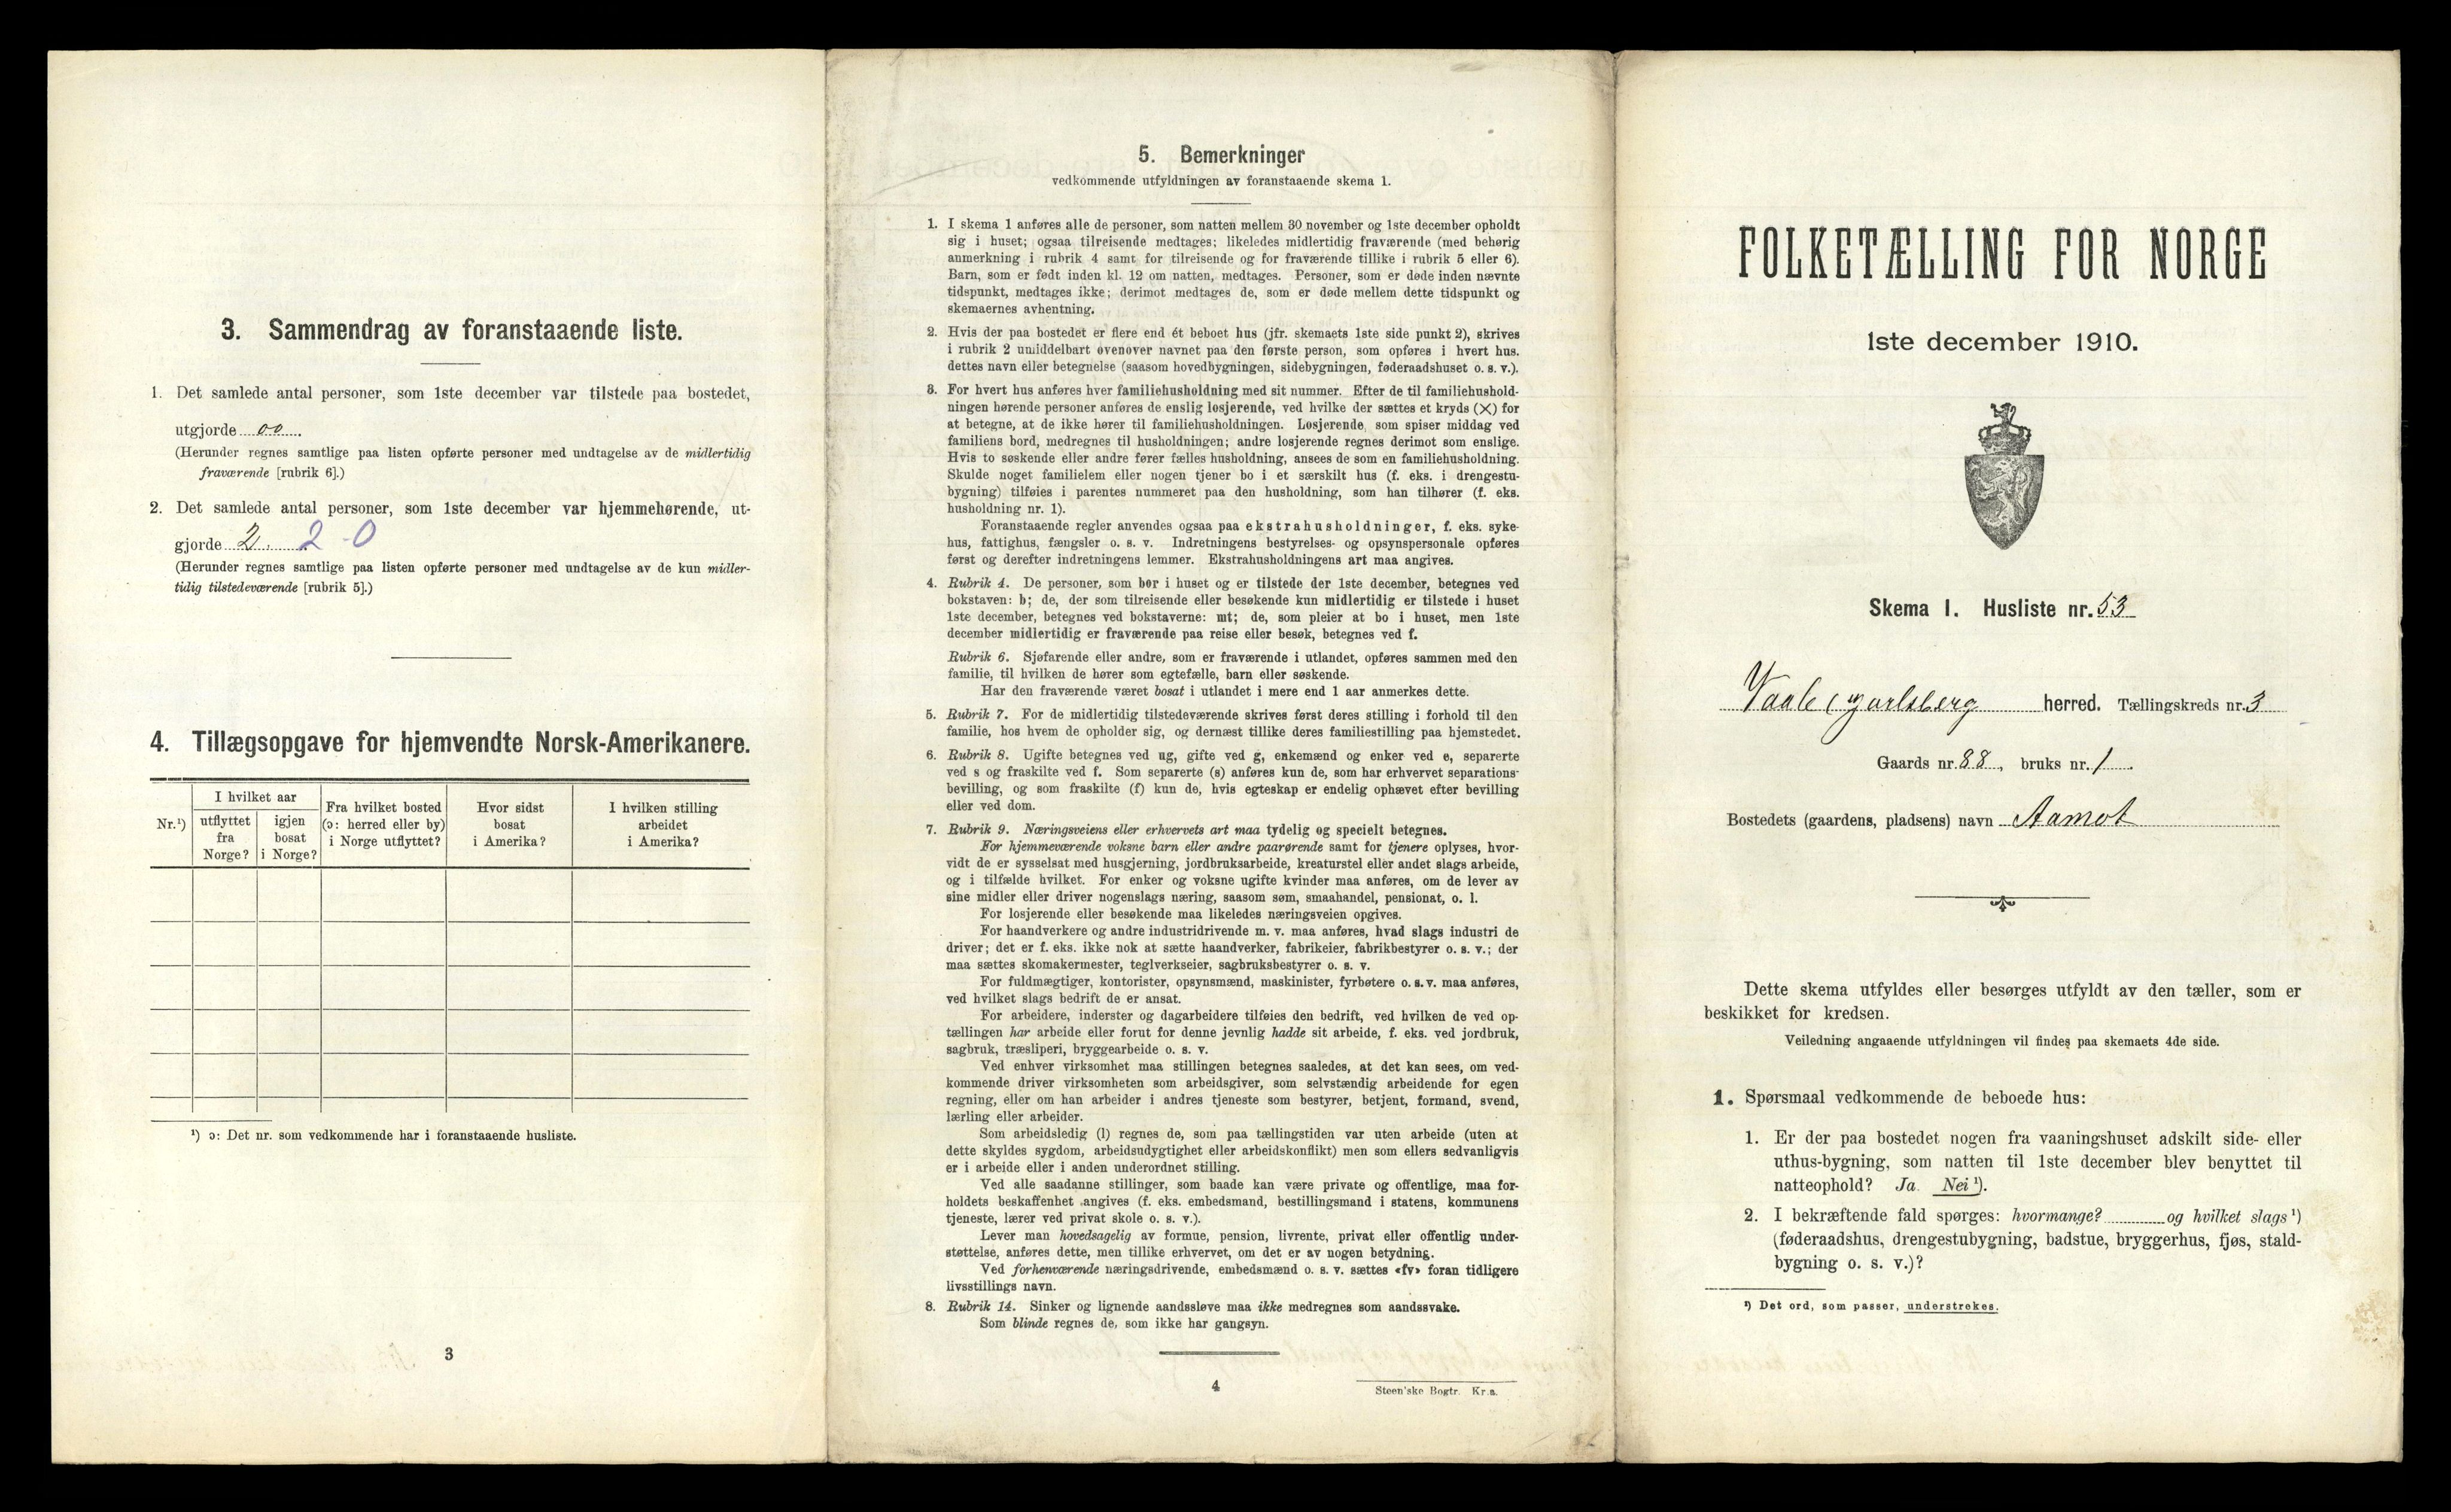 3. Sammendrag av foranstaaende liste.
1. Det samlede antal personer, som 1ste december var tilstede paa bostedet,
utgjorde 00.
(Herunder regnes samtlige paa listen opførte personer med undtagelse av de midlertidig
fraværende [rubrik 6].)
2. Det samlede antal personer, som 1ste december var hjemmehørende, ut-
gjorde 2. 2-0
(Herunder regnes samtlige paa listen opførte personer med undtagelse av de kun midler-
tidig tilstedeværende [rubrik 5].)
4. Tillægsopgave for hjemvendte Norsk-Amerikanere.
Nr.¹)
I hvilket aar
utflyttet
fra
Norge?
igjen
bosat
i Norge?
Fra hvilket bosted
(ɔ: herred eller by)
i Norge utflyttet?
Hvor sidst
bosat
i Amerika?
I hvilken stilling
arbeidet
i Amerika?
¹) ɔ: Det nr. som vedkommende har i foranstaaende husliste.
3
5. Bemerkninger
vedkommende utfyldningen av foranstaaende skema 1.
1. I skema 1 anføres alle de personer, som natten mellem 30 november og 1ste december opholdt
sig i huset; ogsaa tilreisende medtages; likeledes midlertidig fraværende (med behørig
anmerkning i rubrik 4 samt for tilreisende og for fraværende tillike i rubrik 5 eller 6).
Barn, som er født inden kl. 12 om natten, medtages. Personer, som er døde inden nævnte
tidspunkt, medtages ikke; derimot medtages de, som er døde mellem dette tidspunkt og
skemaernes avhentning.
2. Hvis der paa bostedet er flere end ét beboet hus (jfr. skemaets 1ste side punkt 2), skrives
i rubrik 2 umiddelbart ovenover navnet paa den første person, som opføres i hvert hus.
dettes navn eller betegnelse (saasom hovedbygningen, sidebygningen, føderaadshuset o. s. v.).
3. For hvert hus anføres hver familiehusholdning med sit nummer. Efter de til familiehushold-
ningen hørende personer anføres de enslig losjerende, ved hvilke der sættes et kryds (×) for
at betegne, at de ikke hører til familiehusholdningen. Losjerende, som spiser middag ved
familiens bord, medregnes til husholdningen; andre losjerende regnes derimot som enslige.
Hvis to søskende eller andre fører fælles husholdning, ansees de som en familiehusholdning.
Skulde noget familielem eller nogen tjener bo i et særskilt hus (f. eks. i drengestu-
bygning) tilføies i parentes nummeret paa den husholdning, som han tilhører (f. eks.
husholdning nr. 1).
Foranstaaende regler anvendes ogsaa paa ekstrahusholdninger, f. eks. syke-
hus, fattighus, fængsler o. s. v. Indretningens bestyrelses- og opsynspersonale opføres
først og derefter indretningens lemmer. Ekstrahusholdningens art maa angives.
4. Rubrik 4. De personer, som bor i huset og er tilstede der 1ste december, betegnes ved
bokstaven: b; de, der som tilreisende eller besøkende kun midlertidig er tilstede i huset
1ste december, betegnes ved bokstaverne: mt; de, som pleier at bo i huset, men 1ste
december midlertidig er fraværende paa reise eller besøk, betegnes ved f.
Rubrik 6. Sjøfarende eller andre, som er fraværende i utlandet, opføres sammen med den
familie, til hvilken de hører som egtefælle, barn eller søskende.
Har den fraværende været bosat i utlandet i mere end 1 aar anmerkes dette.
5. Rubrik 7. For de midlertidig tilstedeværende skrives først deres stilling i forhold til den
familie, hos hvem de opholder sig, og dernæst tillike deres familiestilling paa hjemstedet.
6. Rubrik 8. Ugifte betegnes ved ug, gifte ved g, enkemænd og enker ved e, separerte
ved s og fraskilte ved f. Som separerte (s) anføres kun de, som har erhvervet separations-
bevilling, og som fraskilte (f) kun de, hvis egteskap er endelig ophævet efter bevilling
eller ved dom.
7. Rubrik 9. Næringsveiens eller erhvervets art maa tydelig og specielt betegnes.
For hjemmeværende voksne barn eller andre paarørende samt for tjenere oplyses, hvor-
vidt de er sysselsat med husgjerning, jordbruksarbeide, kreaturstel eller andet slags arbeide,
og i tilfælde hvilket. For enker og voksne ugifte kvinder maa anføres, om de lever av
sine midler eller driver nogenslags næring, saasom søm, smaahandel, pensionat, o. l.
For losjerende eller besøkende maa likeledes næringsveien opgives.
For haandverkere og andre industridrivende m. v. maa anføres, hvad slags industri de
driver; det er f. eks. ikke nok at sætte haandverker, fabrikeier, fabrikbestyrer o. s. v.; der
maa sættes skomakermester, teglverkseier, sagbruksbestyrer o. s. v.
For fuldmægtiger, kontorister, opsynsmænd, maskinister, fyrbøtere o. s. v. maa anføres,
ved hvilket slags bedrift de er ansat.
For arbeidere, inderster og dagarbeidere tilføies den bedrift, ved hvilken de ved op-
tællingen har arbeide eller forut for denne jevnlig hadde sit arbeide, f. eks. ved jordbruk,
sagbruk, træsliperi, bryggearbeide o. s. v.
Ved enhver virksomhet maa stillingen betegnes saaledes, at det kan sees, om ved-
kommende driver virksomheten som arbeidsgiver, som selvstændig arbeidende for egen
regning, eller om han arbeider i andres tjeneste som bestyrer, betjent, formand, svend,
lærling eller arbeider.
Som arbeidsledig (l) regnes de, som paa tællingstiden var uten arbeide (uten at
dette skyldes sygdom, arbeidsudygtighet eller arbeidskonflikt) men som ellers sedvanligvis
er i arbeide eller i anden underordnet stilling.
Ved alle saadanne stillinger, som baade kan være private og offentlige, maa for-
holdets beskaffenhet angives (f. eks. embedsmand, bestillingsmand i statens, kommunens
tjeneste, lærer ved privat skole o. s. v.).
Lever man hovedsagelig av formue, pension, livrente, privat eller offentlig under-
støttelse, anføres dette, men tillike erhvervet, om det er av nogen betydning.
Ved forhenværende næringsdrivende, embedsmænd o. s. v. sættes «fv» foran tidligere
livsstillings navn.
8. Rubrik 14. Sinker og lignende aandssløve maa ikke medregnes som aandssvake.
Som blinde regnes de, som ikke har gangsyn.
4
Steen'ske Bogtr. Kr.a.
FOLKETÆLLING FOR NORGE
1ste december 1910.
Skema 1. Husliste nr. 53
Vaale (Jarlsberg herred. Tællingskreds nr. 3
Gaards nr. 88, bruks nr. 1.
Bostedets (gaardens, pladsens) navn Aamot
Dette skema utfyldes eller besørges utfyldt av den tæller, som er
beskikket for kredsen.
Veiledning angaaende utfyldningen vil findes paa skemaets 4de side.
1. Spørsmaal vedkommende de beboede hus:
1. Er der paa bostedet nogen fra vaaningshuset adskilt side- eller
uthus-bygning, som natten til 1ste december blev benyttet til
natteophold? Ja. Nei ¹).
2. I bekræftende fald spørges: hvormange? og hvilket slags ¹)
(føderaadshus, drengestubygning, badstue, bryggerhus, fjøs, stald-
bygning o. s. v.)?
¹) Det ord, som passer, understrekes.